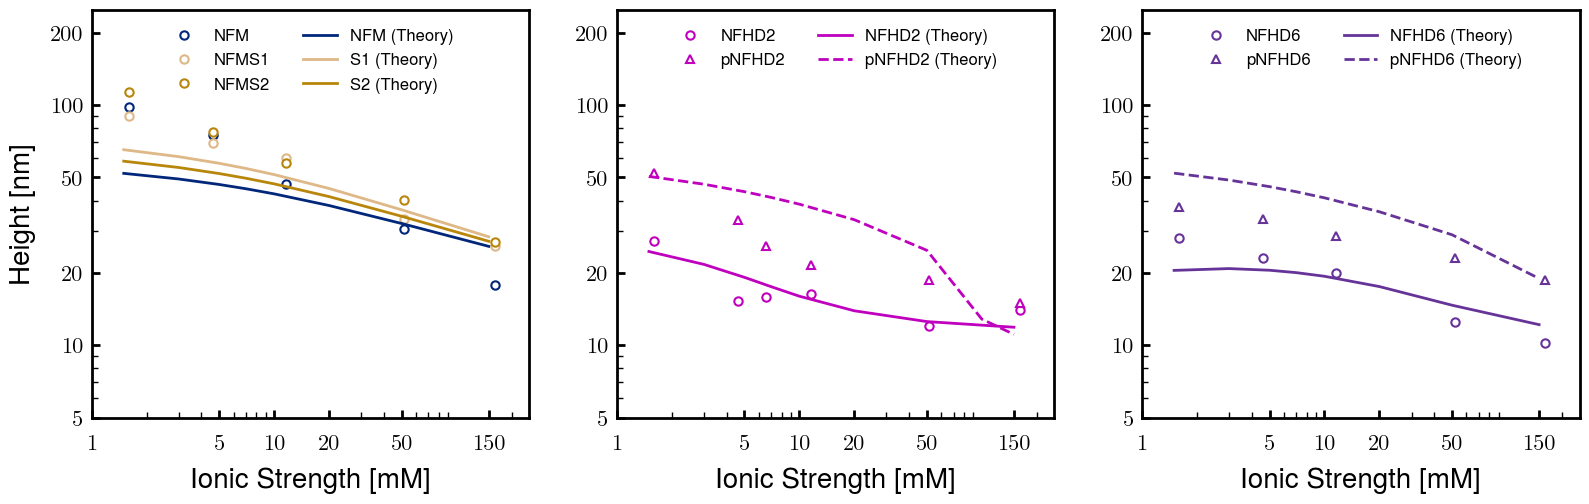 200
100
50
20
10
5
Height [nm]
NFM
NFMS1
NFMS2
NFM (Theory)
S1 (Theory)
S2 (Theory)
1
5
10
20
50
150
Ionic Strength [mM]
200
100
50
20
10
5
NFHD2
pNFHD2
NFHD2 (Theory)
pNFHD2 (Theory)
1
5
10
20
50
150
Ionic Strength [mM]
200
100
50
20
10
5
NFHD6
pNFHD6
NFHD6 (Theory)
pNFHD6 (Theory)
1
5
10
20
50
150
Ionic Strength [mM]